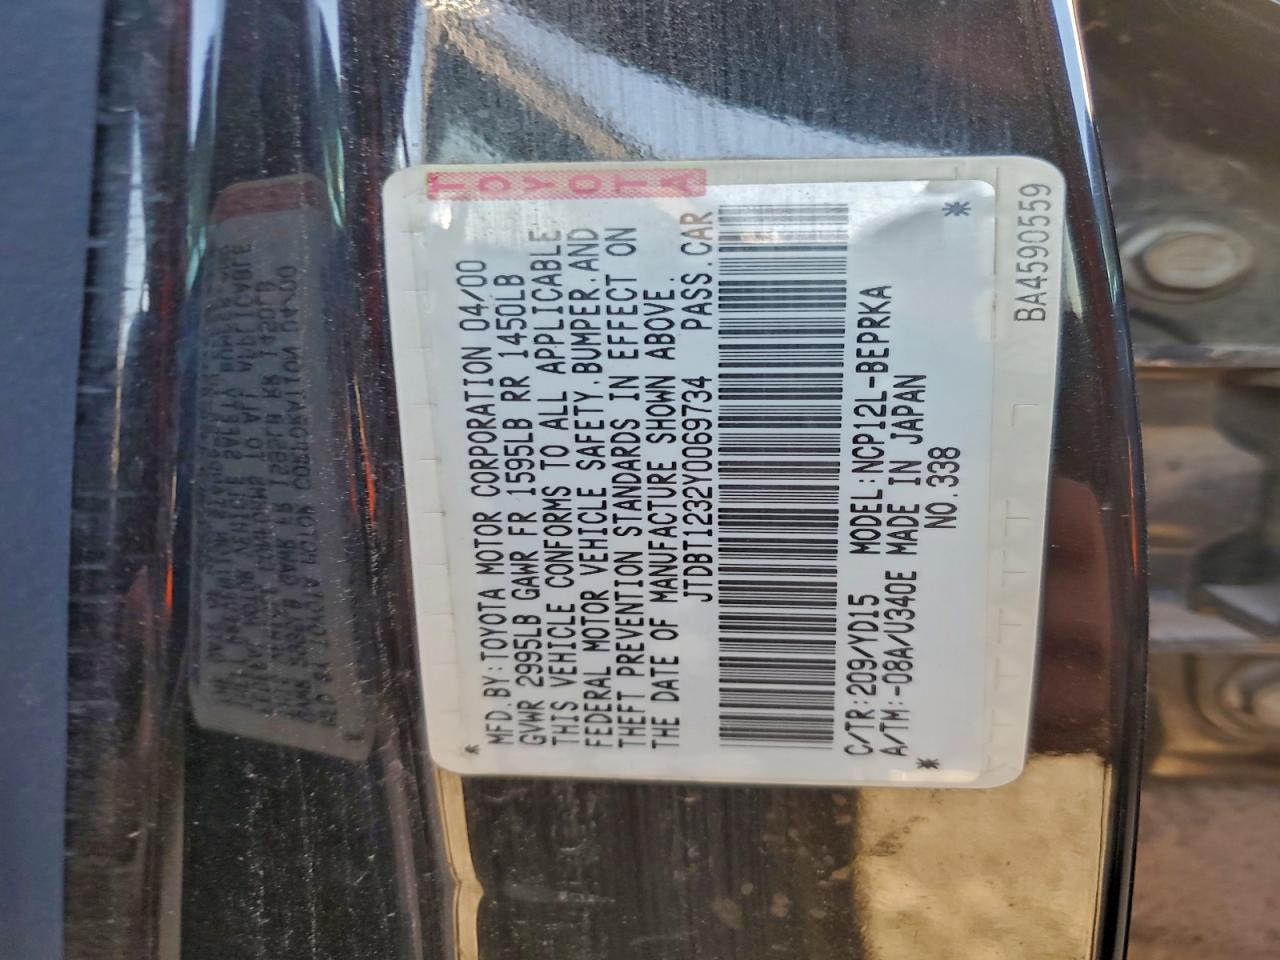 TOYOTA
MFD.BY:TOYOTA MOTOR CORPORATION 04/00
GVWR 2995LB GAWR FR 1595LB RR 1450LB
THIS VEHICLE CONFORMS TO ALL APPLICABLE
FEDERAL MOTOR VEHICLE SAFETY,BUMPER,AND
THEFT PREVENTION STANDARDS IN EFFECT ON
THE DATE OF MANUFACTURE SHOWN ABOVE.
JTDBT1232Y0069734 PASS.CAR
C/TR:209/YD15 MODEL:NCP12L-BEPRKA
A/TM:-08A/U340E MADE IN JAPAN
NO.338
BA4590559